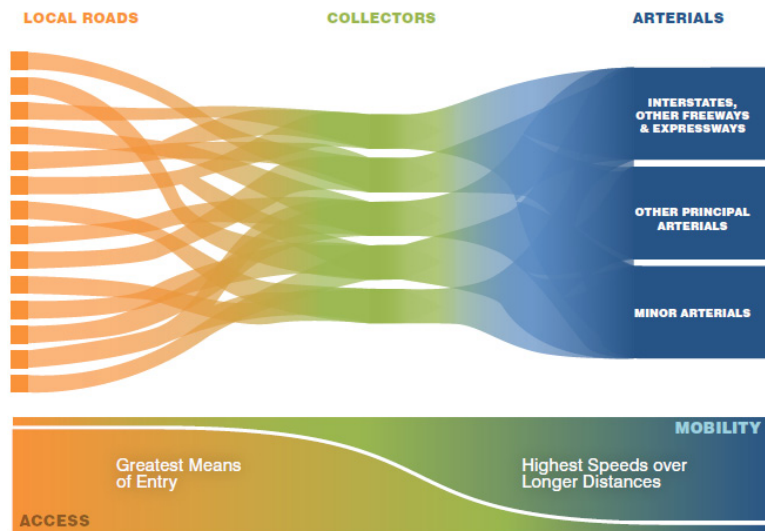 LOCAL ROADS
COLLECTORS
ARTERIALS
INTERSTATES,
OTHER FREEWAYS
& EXPRESSWAYS
OTHER PRINCIPAL
ARTERIALS
MINOR ARTERIALS
MOBILITY
Greatest Means
of Entry
Highest Speeds over
Longer Distances
ACCESS